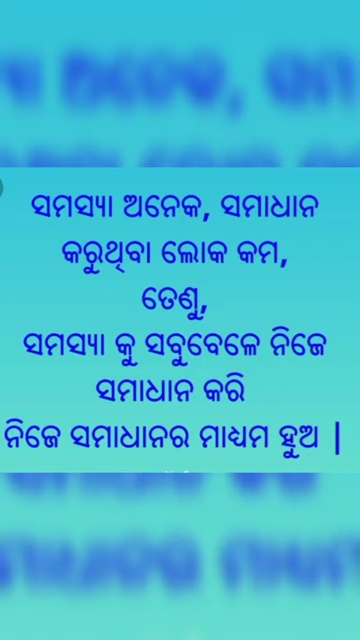 ସମସ୍ୟା ଅନେକ, ସମାଧାନ
କରୁଥିବା ଲୋକ କମ,
ତେଣୁ,
ସମସ୍ୟା କୁ ସବୁବେଳେ ନିଜେ
ସମାଧାନ କରି
ନିଜେ ସମାଧାନର ମାଧ୍ୟମ ହୁଅ |